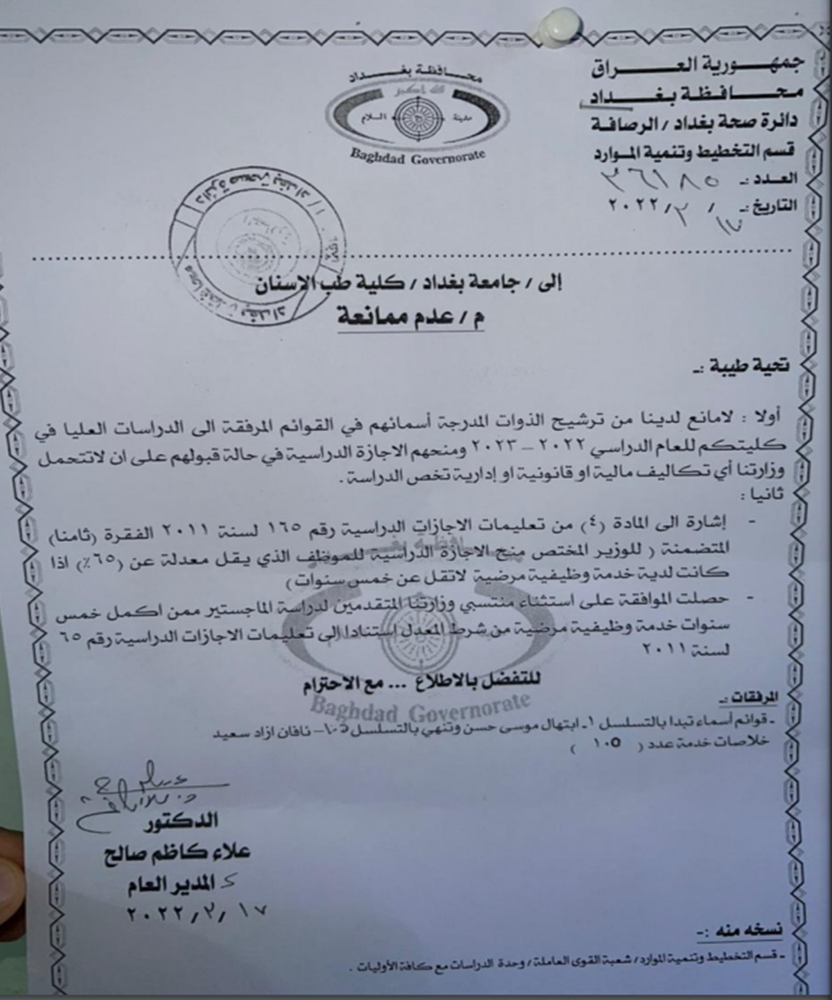 جمهورية العراق
محافظة بغداد
دائرة صحة بغداد / الرصافة
قسم التخطيط وتنمية الموارد
العدد :ـ ٣٦١٨٥
التاريخ :ـ ١٧ / ٣ / ٢٠٢٢
محافظة بغداد
الله اكبر
مدينة السلام
Baghdad Governorate
إلى / جامعة بغداد / كلية طب الاسنان
م / عدم ممانعة
تحية طيبة :ـ
أولا : لامانع لدينا من ترشيح الذوات المدرجة أسمائهم في القوائم المرفقة الى الدراسات العليا في
كليتكم للعام الدراسي ٢٠٢٢ – ٢٠٢٣ ومنحهم الاجازة الدراسية في حالة قبولهم على ان لاتتحمل
وزارتنا أي تكاليف مالية او قانونية او إدارية تخص الدراسة .
ثانيا :
- إشارة الى المادة (٤) من تعليمات الاجازات الدراسية رقم ١٦٥ لسنة ٢٠١١ الفقرة (ثامنا)
المتضمنة ( للوزير المختص منح الاجازة الدراسية للموظف الذي يقل معدلة عن (٦٥٪) اذا
كانت لدية خدمة وظيفية مرضية لاتقل عن خمس سنوات )
- حصلت الموافقة على استثناء منتسبي وزارتنا المتقدمين لدراسة الماجستير ممن اكمل خمس
سنوات خدمة وظيفية مرضية من شرط المعدل استنادا إلى تعليمات الاجازات الدراسية رقم ٦٥
لسنة ٢٠١١
للتفضل بالاطلاع ... مع الاحترام
Baghdad Governorate
المرفقات :ـ
ـ قوائم أسماء تبدا بالتسلسل ١ـ ابتهال موسى حسن وتنهي بالتسلسل ١٠٥– نافان ازاد سعيد
خلاصات خدمة عدد ( ١٠٥ )
الدكتور
علاء كاظم صالح
المدير العام
١٧ / ٣ / ٢٠٢٢
نسخه منه :-
ـ قسم التخطيط وتنمية الموارد / شعبة القوى العاملة / وحدة الدراسات مع كافة الأوليات .